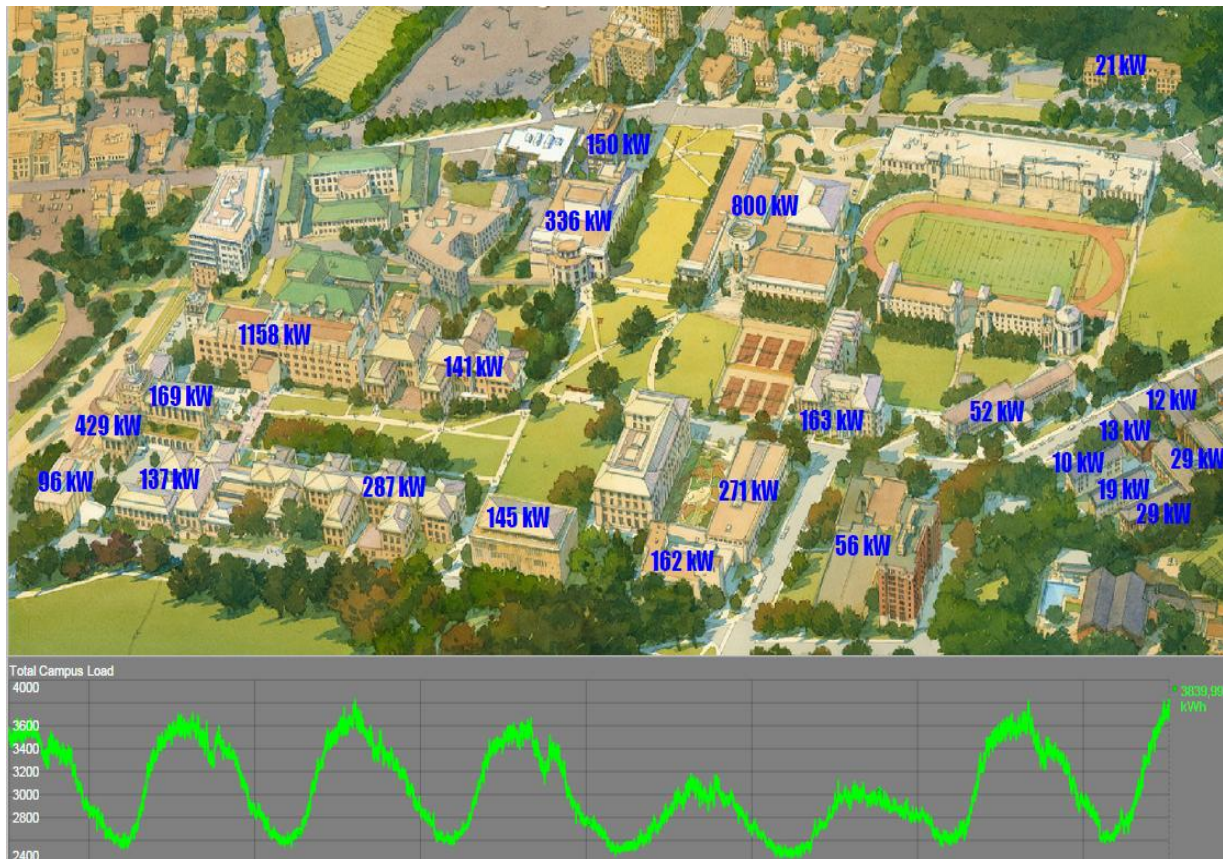 21 kW
150 kW
336 kW
800 kW
1158 kW
141 kW
169 kW
429 kW
163 kW
52 kW
12 kW
13 kW
10 kW
29 kW
96 kW
137 kW
287 kW
271 kW
19 kW
29 kW
145 kW
162 kW
56 kW
Total Campus Load
4000
3839,99
kWh
3600
3400
3200
3000
2800
2400